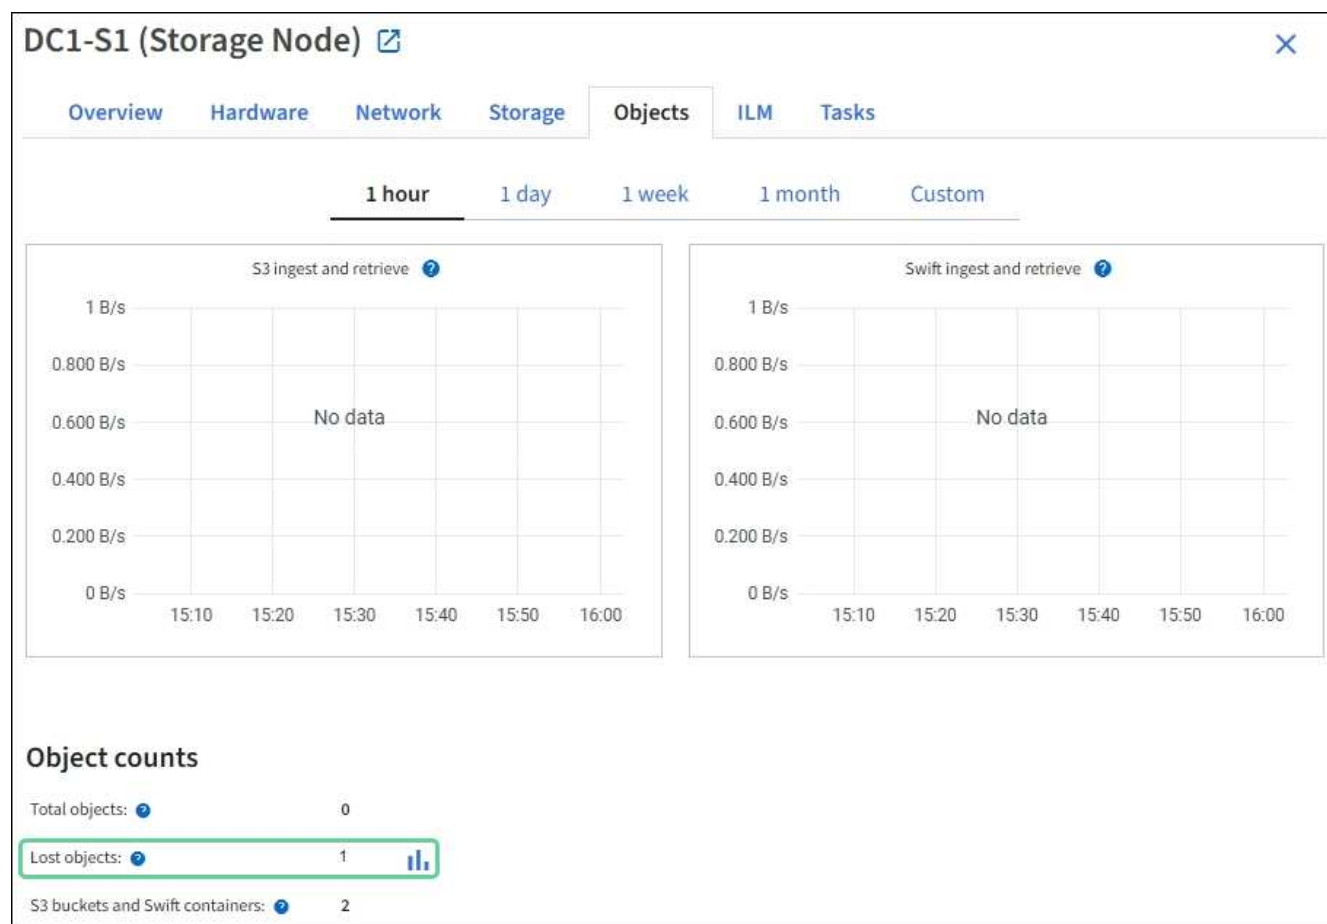 DC1-S1 (Storage Node)
Overview Hardware Network Storage Objects ILM Tasks
1 hour 1 day 1 week 1 month Custom
S3 ingest and retrieve ?
1 B/s
0.800 B/s
0.600 B/s
0.400 B/s
0.200 B/s
0 B/s
No data
15:10 15:20 15:30 15:40 15:50 16:00
Swift ingest and retrieve ?
1 B/s
0.800 B/s
0.600 B/s
0.400 B/s
0.200 B/s
0 B/s
No data
15:10 15:20 15:30 15:40 15:50 16:00
Object counts
Total objects: ? 0
Lost objects: ? 1
S3 buckets and Swift containers: ? 2